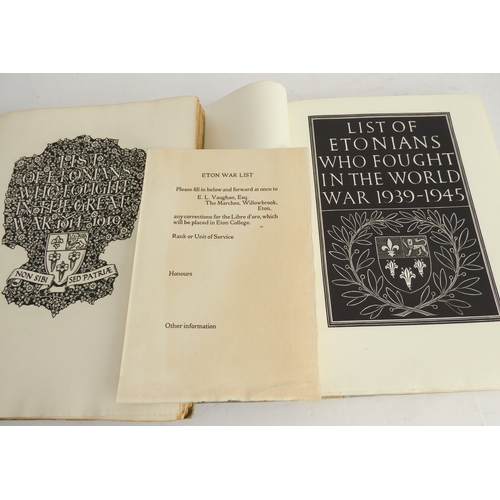 LIST
OF ETONIANS
WHO FOUGHT
IN THE GREAT
WAR
1914-1918
NON SIBI SED PATRIÆ
ETON WAR LIST
Please fill in below and forward at once to
E. L. Vaughan, Esq.
The Marches, Willowbrook,
Eton,
any corrections for the Libro d'oro, which
will be placed in Eton College.
Rank or Unit of Service
Honours
Other information
LIST OF
ETONIANS
WHO FOUGHT
IN THE WORLD
WAR 1939-1945